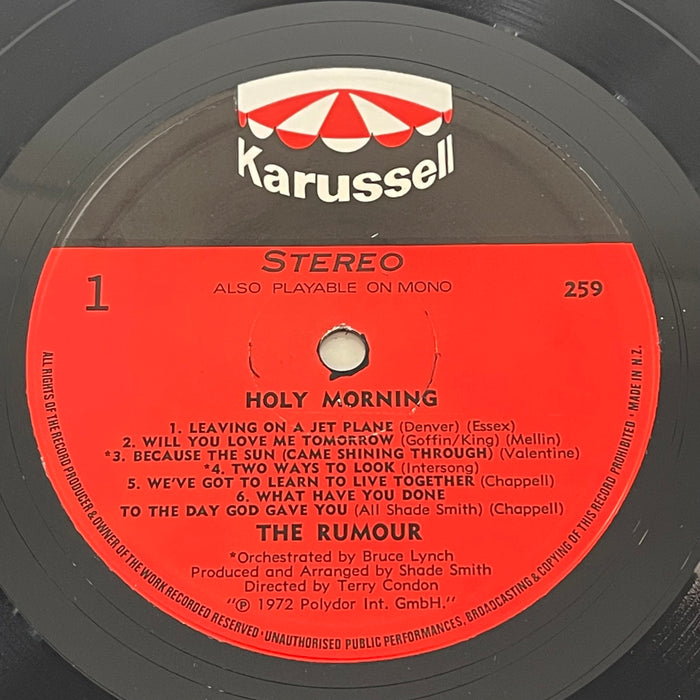 Karussell
STEREO
ALSO PLAYABLE ON MONO
1
259
HOLY MORNING
1. LEAVING ON A JET PLANE (Denver) (Essex)
2. WILL YOU LOVE ME TOMORROW (Goffin/King) (Mellin)
*3. BECAUSE THE SUN (CAME SHINING THROUGH) (Valentine)
*4. TWO WAYS TO LOOK (Intersong)
5. WE'VE GOT TO LEARN TO LIVE TOGETHER (Chappell)
6. WHAT HAVE YOU DONE
TO THE DAY GOD GAVE YOU (All Shade Smith) (Chappell)
THE RUMOUR
*Orchestrated by Bruce Lynch
Produced and Arranged by Shade Smith
Directed by Terry Condon
"℗ 1972 Polydor Int. GmbH."
ALL RIGHTS OF THE RECORD PRODUCER & OWNER OF THE WORK RECORDED RESERVED · UNAUTHORISED PUBLIC PERFORMANCES, BROADCASTING & COPYING OF THIS RECORD PROHIBITED · MADE IN N.Z.